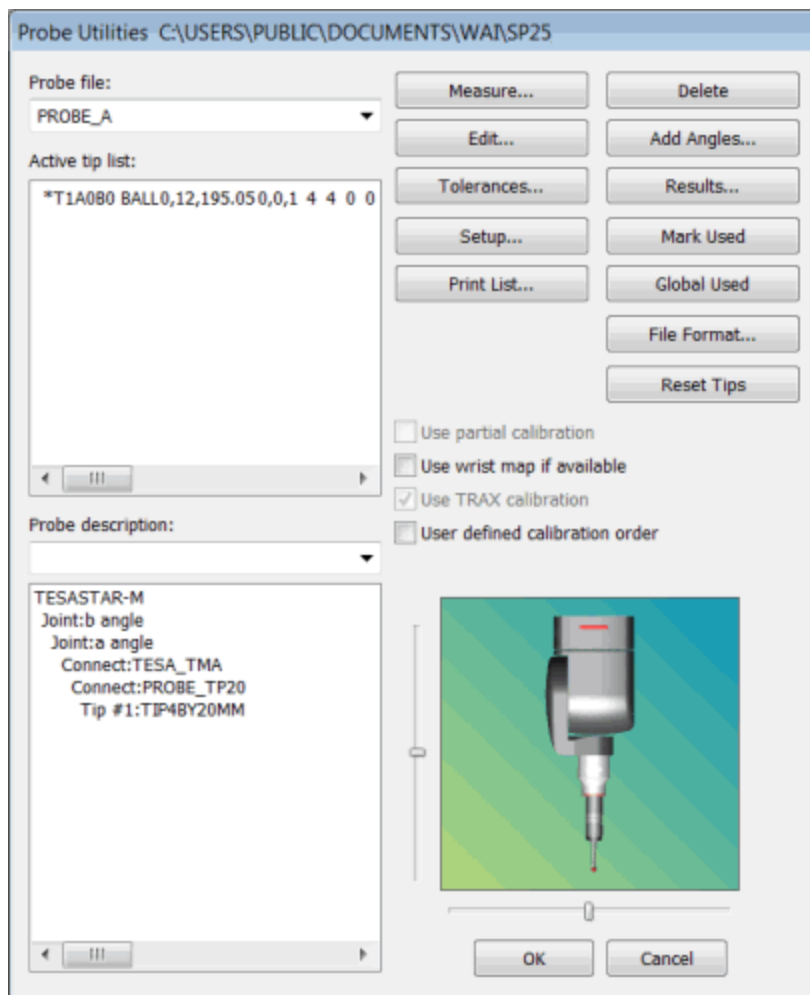 Probe Utilities C:\USERS\PUBLIC\DOCUMENTS\WAI\SP25
Probe file:
PROBE_A
Active tip list:
*T1A0B0 BALL0,12,195.050,0,1 4 4 0 0
Measure...
Delete
Edit...
Add Angles...
Tolerances...
Results...
Setup...
Mark Used
Print List...
Global Used
File Format...
Reset Tips
Use partial calibration
Use wrist map if available
Use TRAX calibration
User defined calibration order
Probe description:
TESASTAR-M
Joint:b angle
Joint:a angle
Connect:TESA_TMA
Connect:PROBE_TP20
Tip #1:TIP4BY20MM
OK
Cancel